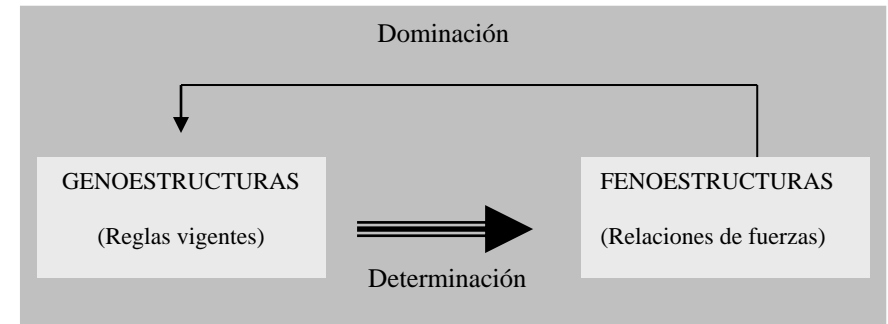 Dominación
GENOESTRUCTURAS
(Reglas vigentes)
FENOESTRUCTURAS
(Relaciones de fuerzas)
Determinación